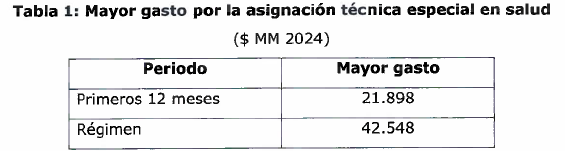 Tabla 1: Mayor gasto por la asignación técnica especial en salud
($ MM 2024)
Periodo Mayor gasto
Primeros 12 meses 21.898
Régimen 42.548